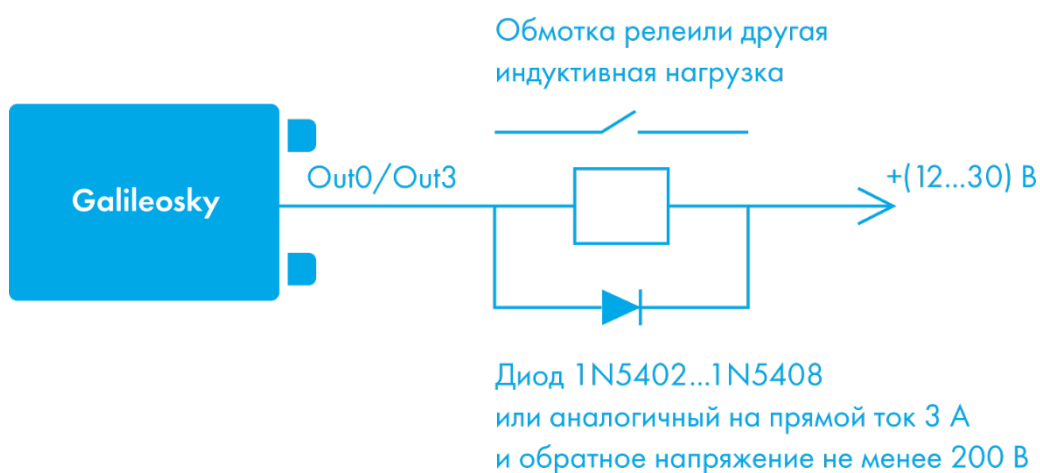 Обмотка релеили другая
индуктивная нагрузка
Galileosky
Out0/Out3
+(12...30) В
Диод 1N5402...1N5408
или аналогичный на прямой ток 3 А
и обратное напряжение не менее 200 В